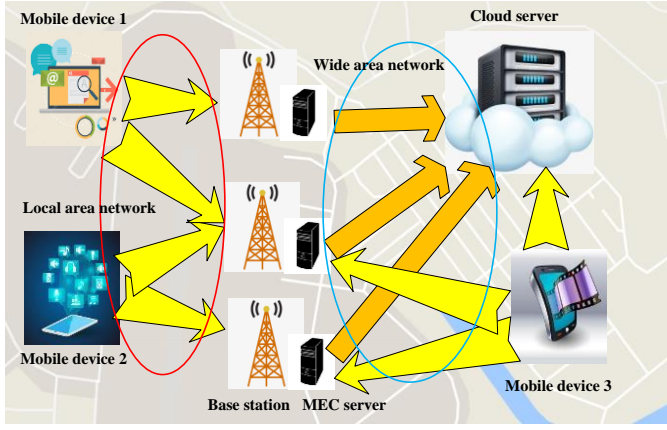 Mobile device 1
Cloud server
Wide area network
@
Local area network
Mobile device 2
Mobile device 3
Base station
MEC server